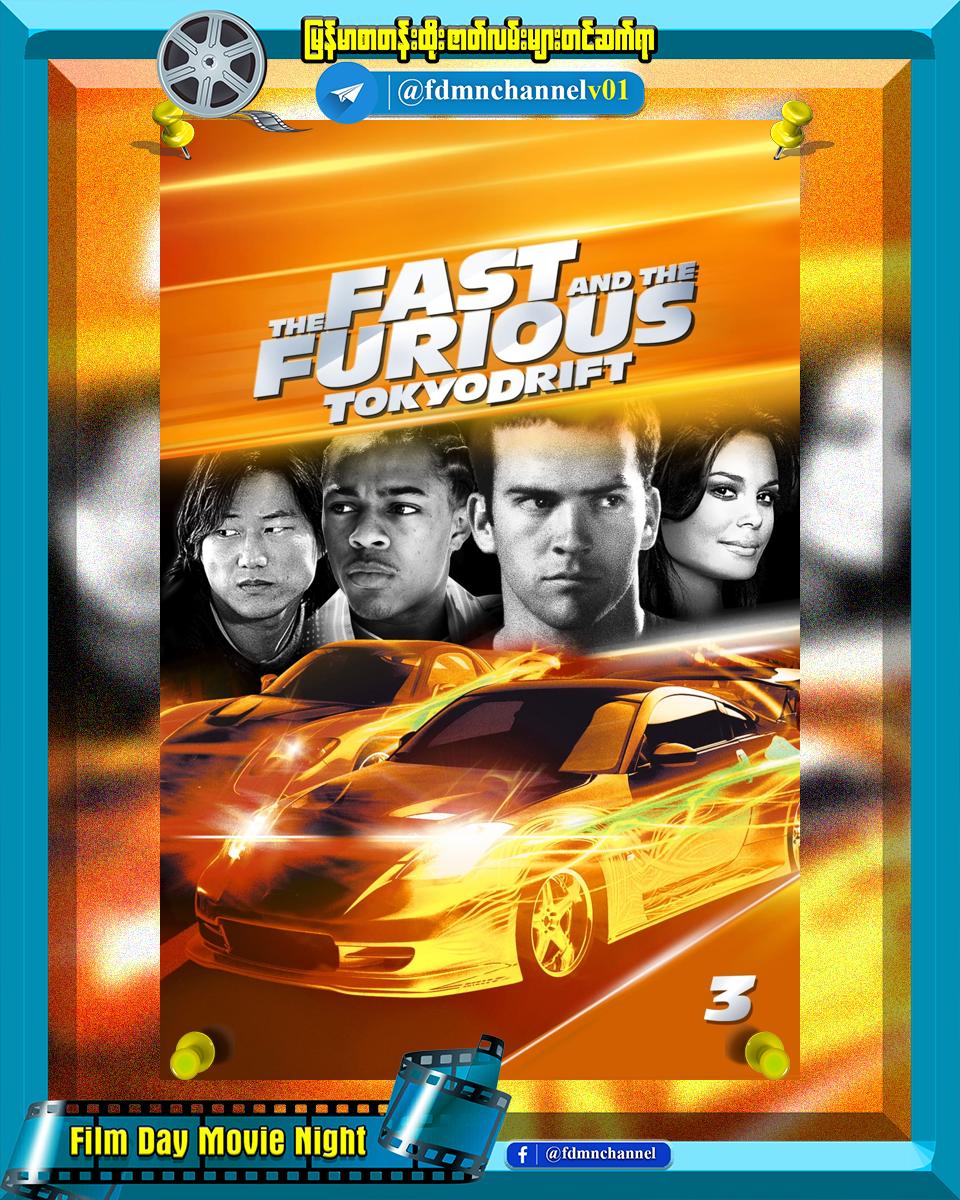 မြန်မာစာတန်းထိုးဇာတ်လမ်းများတင်ဆက်ရာ
@fdmnchannelv01
THE FAST AND THE
FURIOUS
TOKYO DRIFT
3
Film Day Movie Night
@fdmnchannel